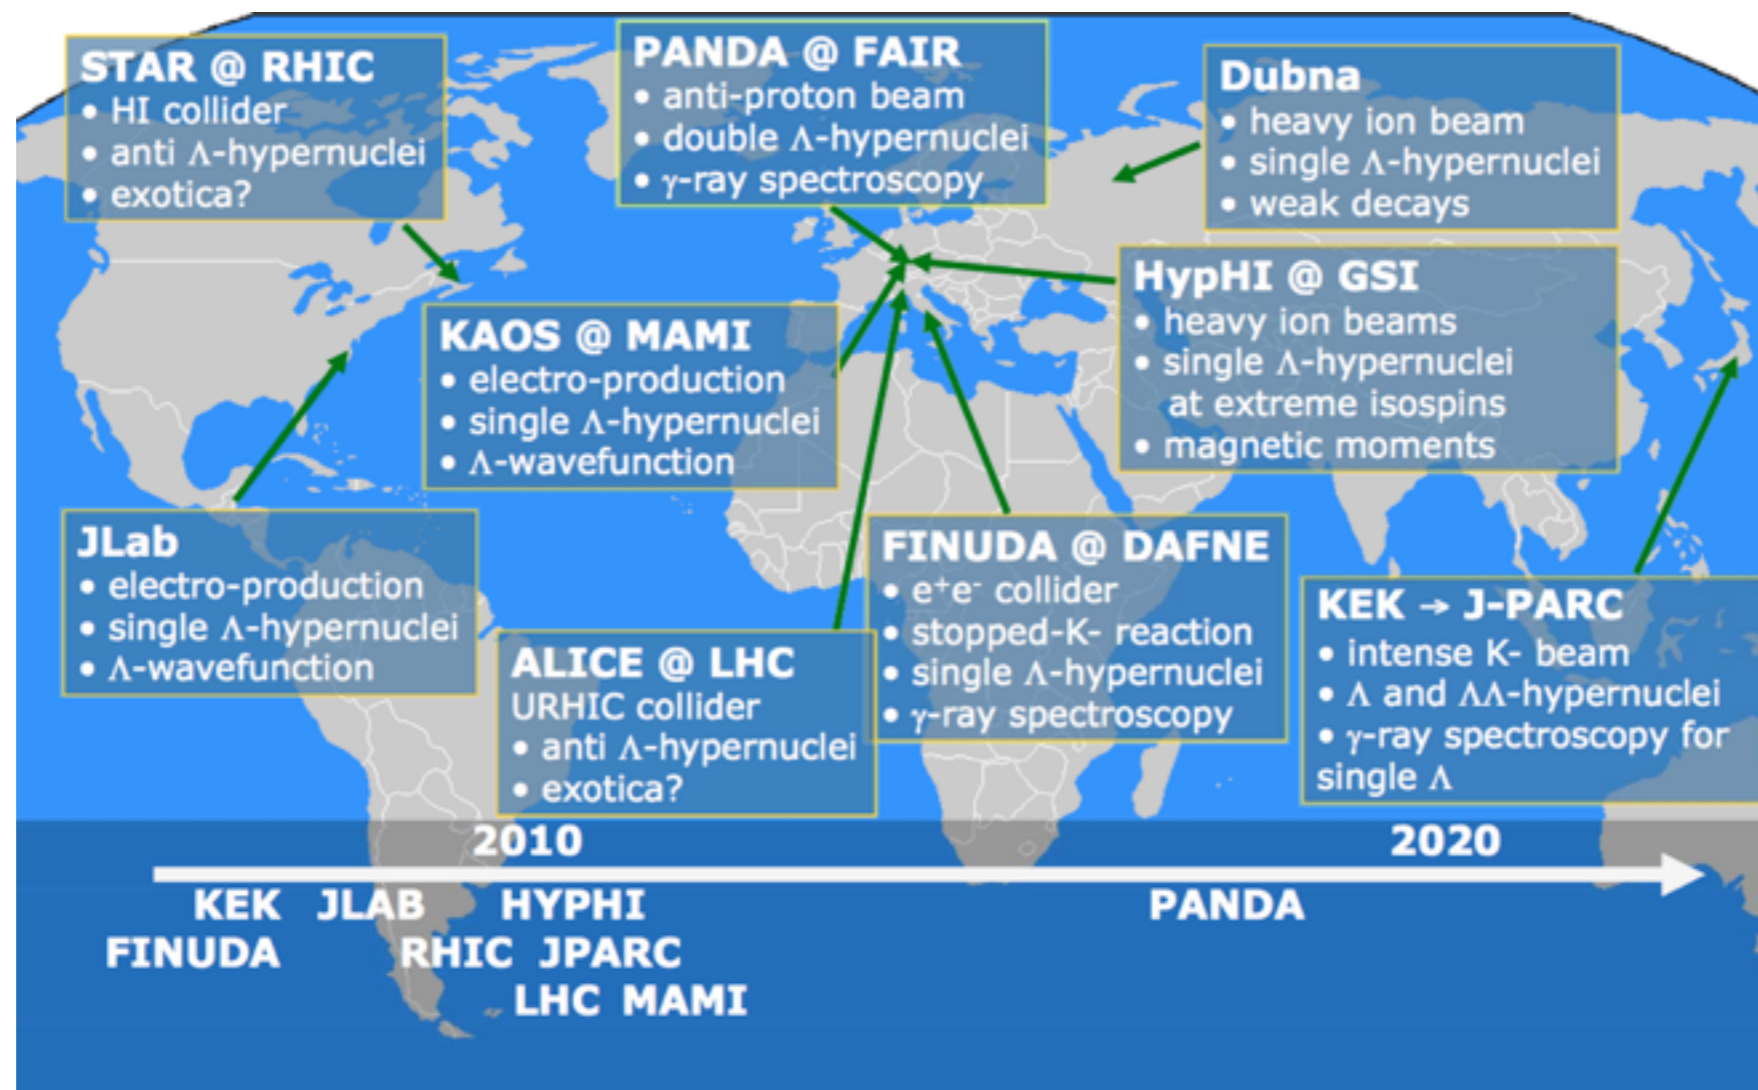 STAR @ RHIC
• HI collider
• anti Λ-hypernuclei
• exotica?
PANDA @ FAIR
• anti-proton beam
• double Λ-hypernuclei
• γ-ray spectroscopy
Dubna
• heavy ion beam
• single Λ-hypernuclei
• weak decays
HypHI @ GSI
• heavy ion beams
• single Λ-hypernuclei
at extreme isospins
• magnetic moments
KAOS @ MAMI
• electro-production
• single Λ-hypernuclei
• Λ-wavefunction
JLab
• electro-production
• single Λ-hypernuclei
• Λ-wavefunction
ALICE @ LHC
URHIC collider
• anti Λ-hypernuclei
• exotica?
FINUDA @ DAFNE
• e⁺e⁻ collider
• stopped-K- reaction
• single Λ-hypernuclei
• γ-ray spectroscopy
KEK → J-PARC
• intense K- beam
• Λ and ΛΛ-hypernuclei
• γ-ray spectroscopy for
single Λ
2010 2020
KEK JLAB HYPHI PANDA
FINUDA RHIC JPARC
LHC MAMI